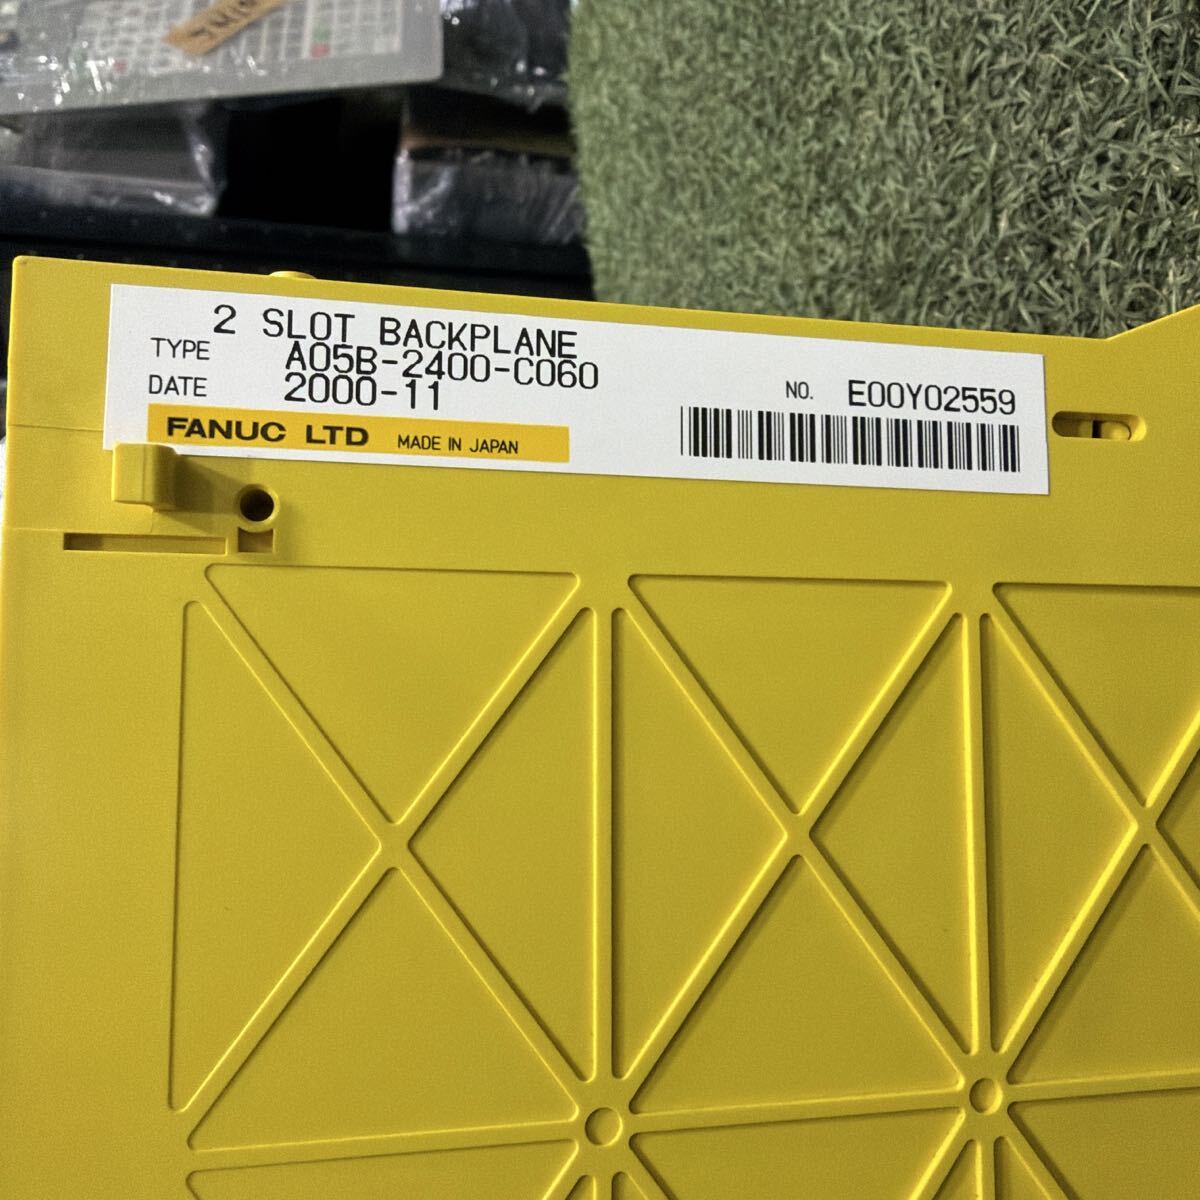 2 SLOT BACKPLANE
TYPE A05B-2400-C060
DATE 2000-11
NO. E00Y02559
FANUC LTD MADE IN JAPAN